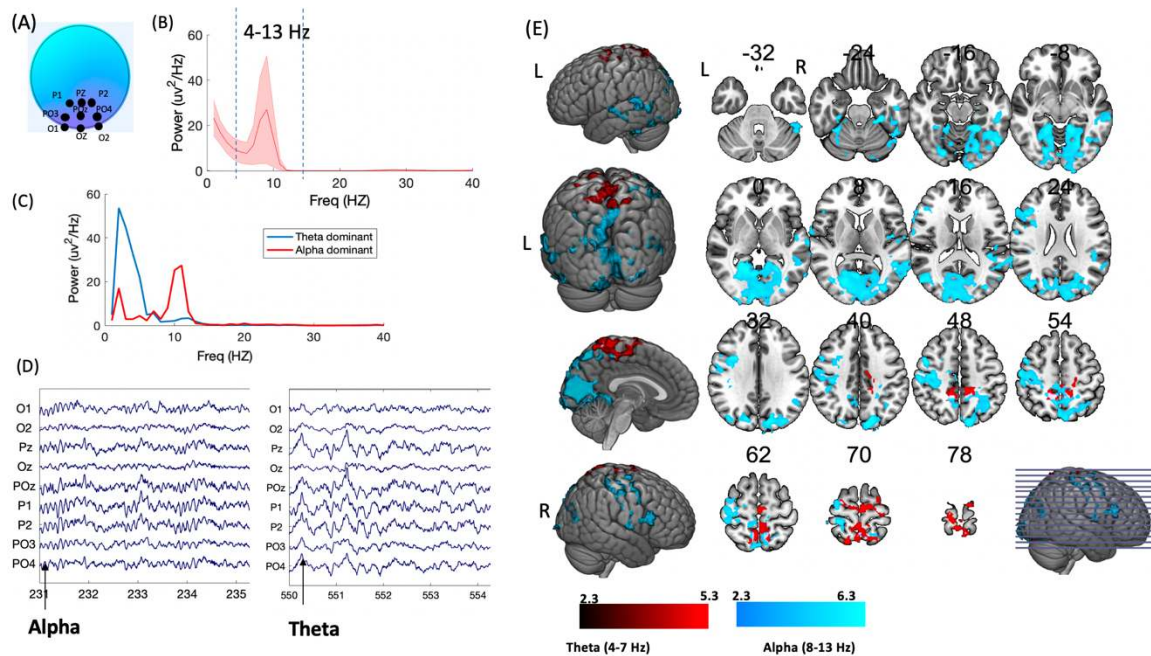 (A)
P1 PZ P2
PO3 POz PO4
O1 OZ O2
(B)
4-13 Hz
Power (uv²/Hz)
60
40
20
0
0 10 20 30 40
Freq (HZ)
(C)
Power (uv²/Hz)
60
40
20
0
Theta dominant
Alpha dominant
0 10 20 30 40
Freq (HZ)
(D)
O1
O2
Pz
Oz
POz
P1
P2
PO3
PO4
231 232 233 234 235
Alpha
O1
O2
Pz
Oz
POz
P1
P2
PO3
PO4
550 551 552 553 554
Theta
(E)
L
L R
-32 -24 -16 -8
L
0 8 16 24
32 40 48 54
R
62 70 78
2.3 5.3
Theta (4-7 Hz)
2.3 6.3
Alpha (8-13 Hz)